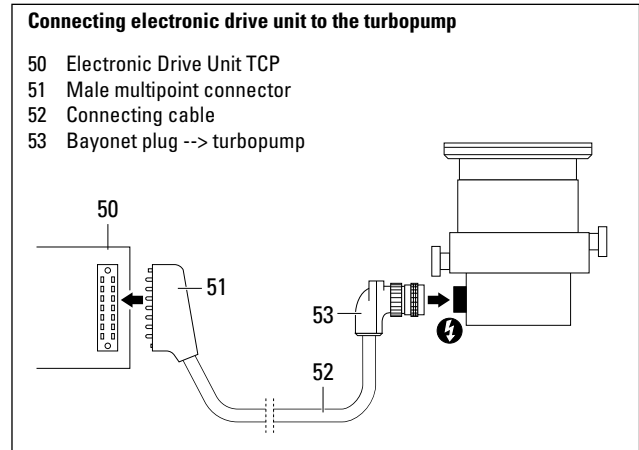 Connecting electronic drive unit to the turbopump
50 Electronic Drive Unit TCP
51 Male multipoint connector
52 Connecting cable
53 Bayonet plug --> turbopump
50
51
53
52